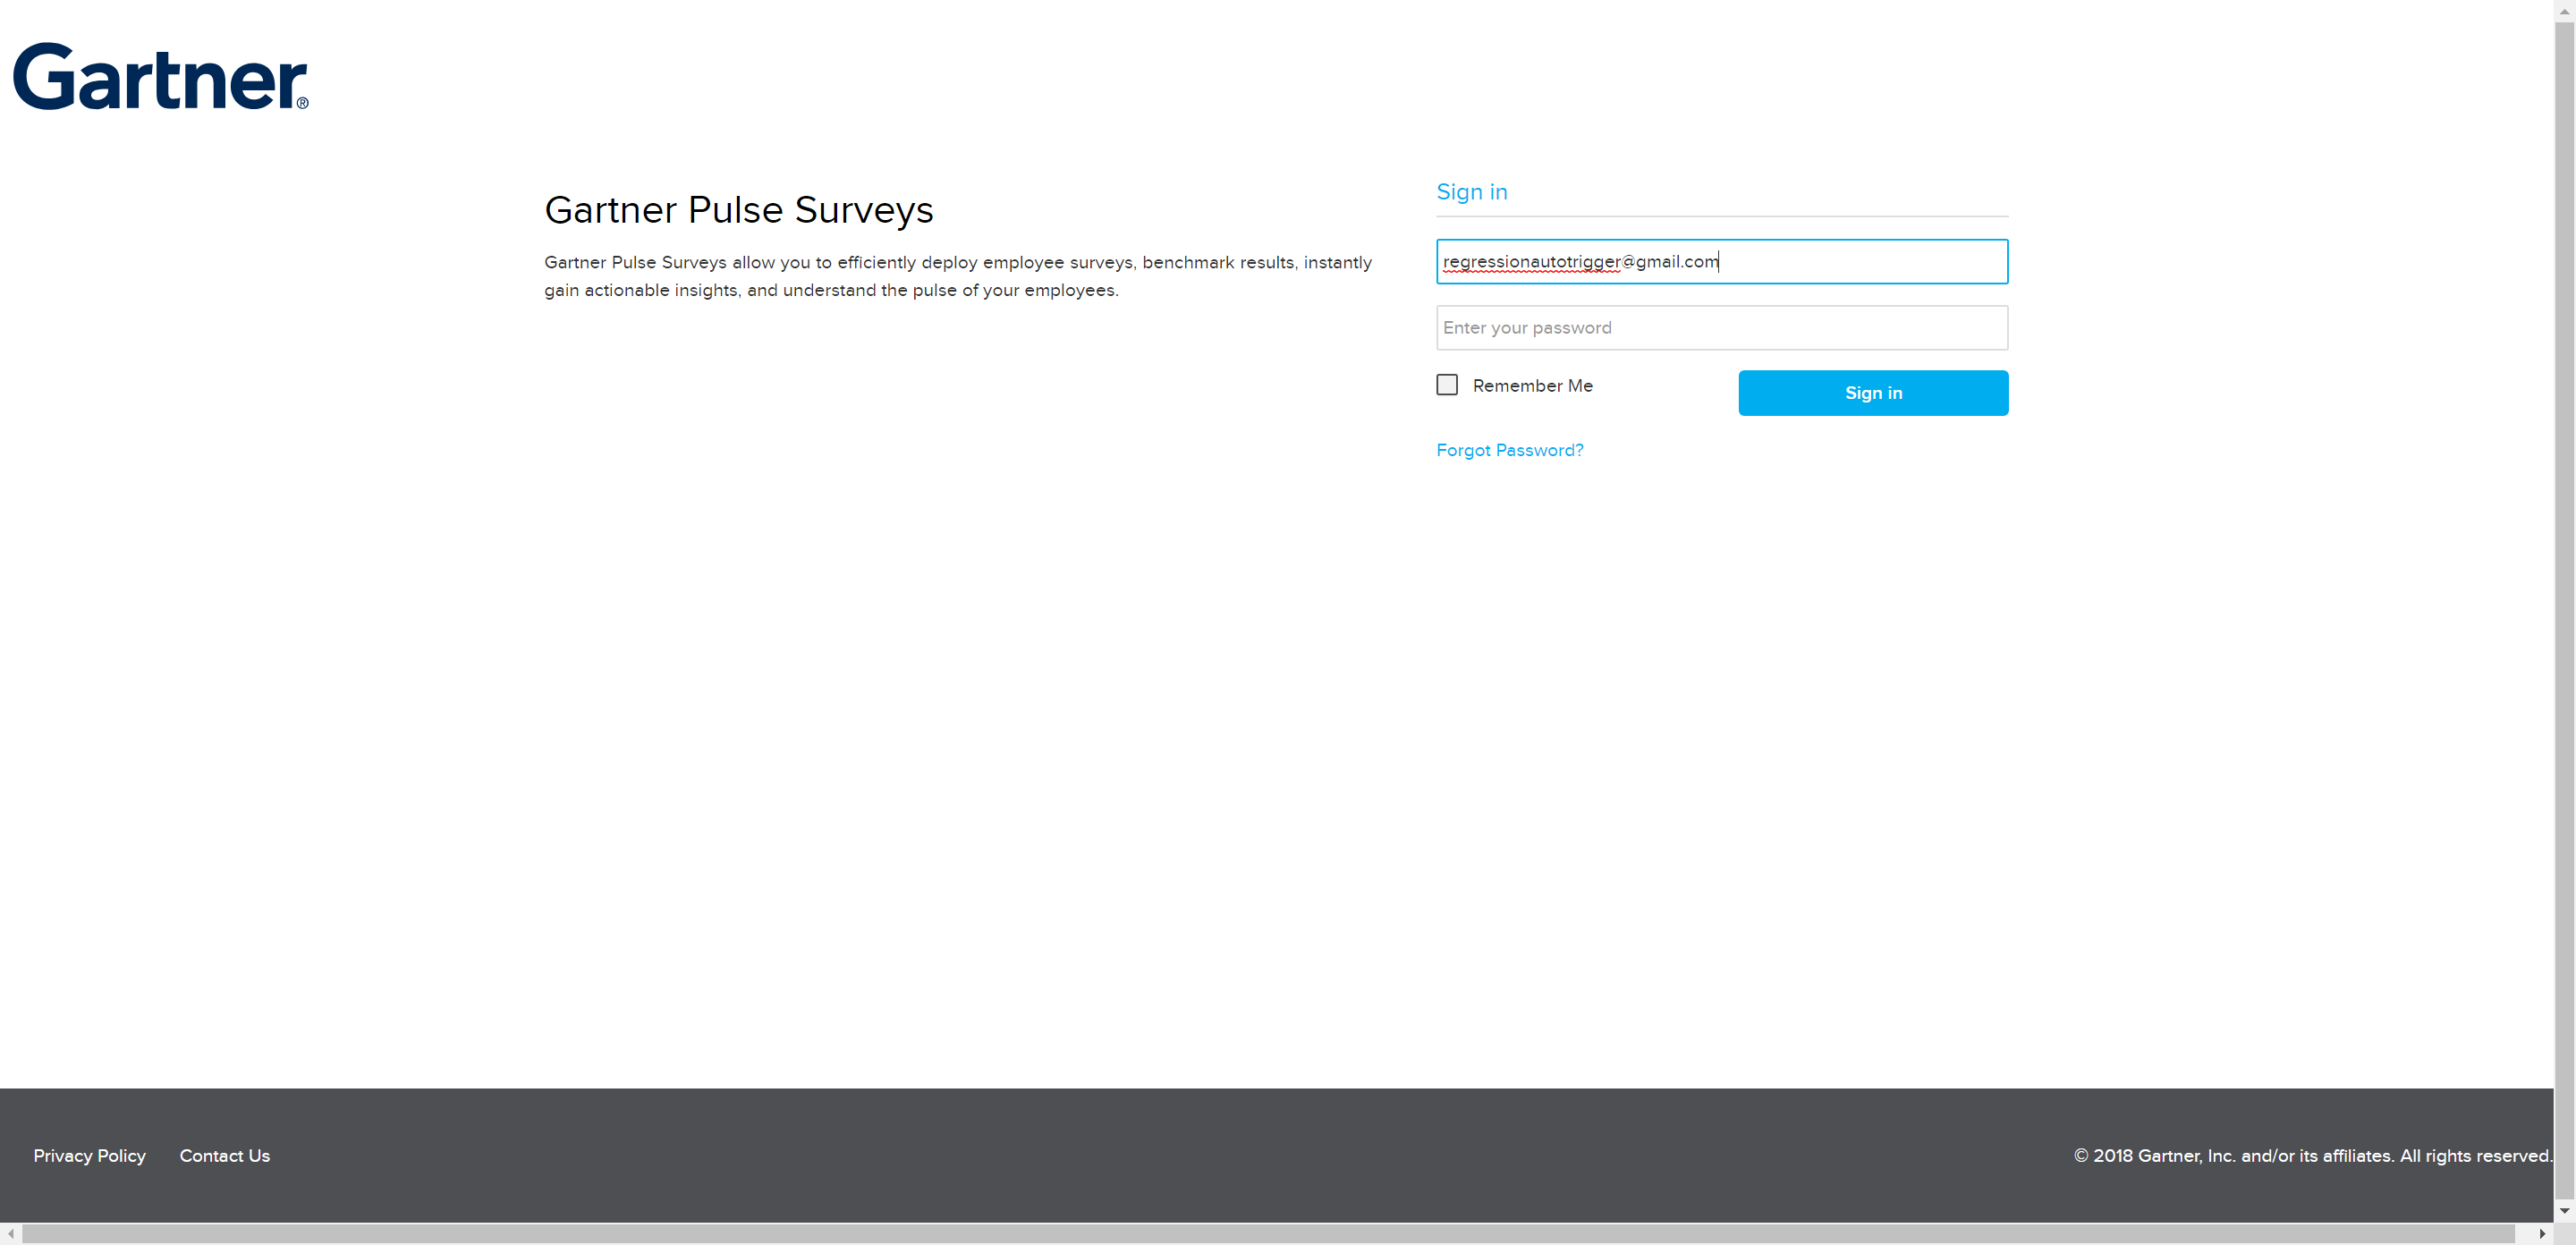 Gartner®
Gartner Pulse Surveys
Gartner Pulse Surveys allow you to efficiently deploy employee surveys, benchmark results, instantly
gain actionable insights, and understand the pulse of your employees.
Sign in
regressionautotrigger@gmail.com
Enter your password
Remember Me
Sign in
Forgot Password?
Privacy Policy
Contact Us
© 2018 Gartner, Inc. and/or its affiliates. All rights reserved.